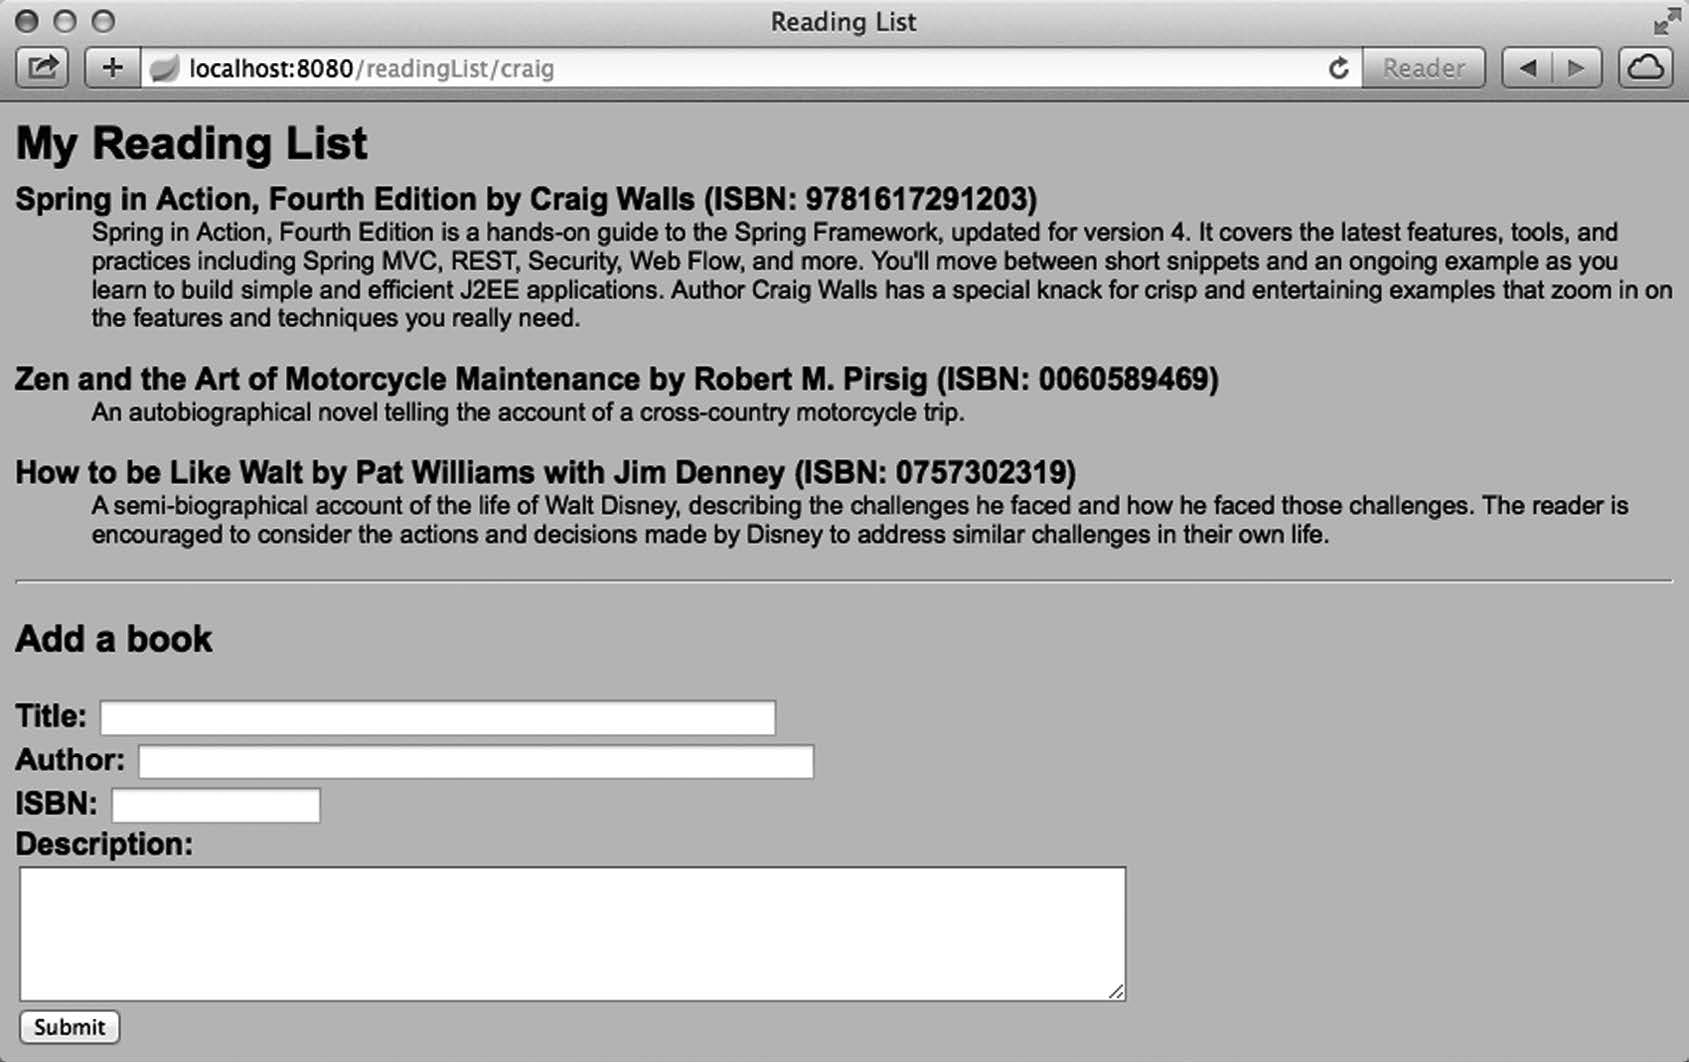 Reading List
localhost:8080/readingList/craig
Reader
My Reading List
Spring in Action, Fourth Edition by Craig Walls (ISBN: 9781617291203)
Spring in Action, Fourth Edition is a hands-on guide to the Spring Framework, updated for version 4. It covers the latest features, tools, and
practices including Spring MVC, REST, Security, Web Flow, and more. You'll move between short snippets and an ongoing example as you
learn to build simple and efficient J2EE applications. Author Craig Walls has a special knack for crisp and entertaining examples that zoom in on
the features and techniques you really need.
Zen and the Art of Motorcycle Maintenance by Robert M. Pirsig (ISBN: 0060589469)
An autobiographical novel telling the account of a cross-country motorcycle trip.
How to be Like Walt by Pat Williams with Jim Denney (ISBN: 0757302319)
A semi-biographical account of the life of Walt Disney, describing the challenges he faced and how he faced those challenges. The reader is
encouraged to consider the actions and decisions made by Disney to address similar challenges in their own life.
Add a book
Title:
Author:
ISBN:
Description:
Submit